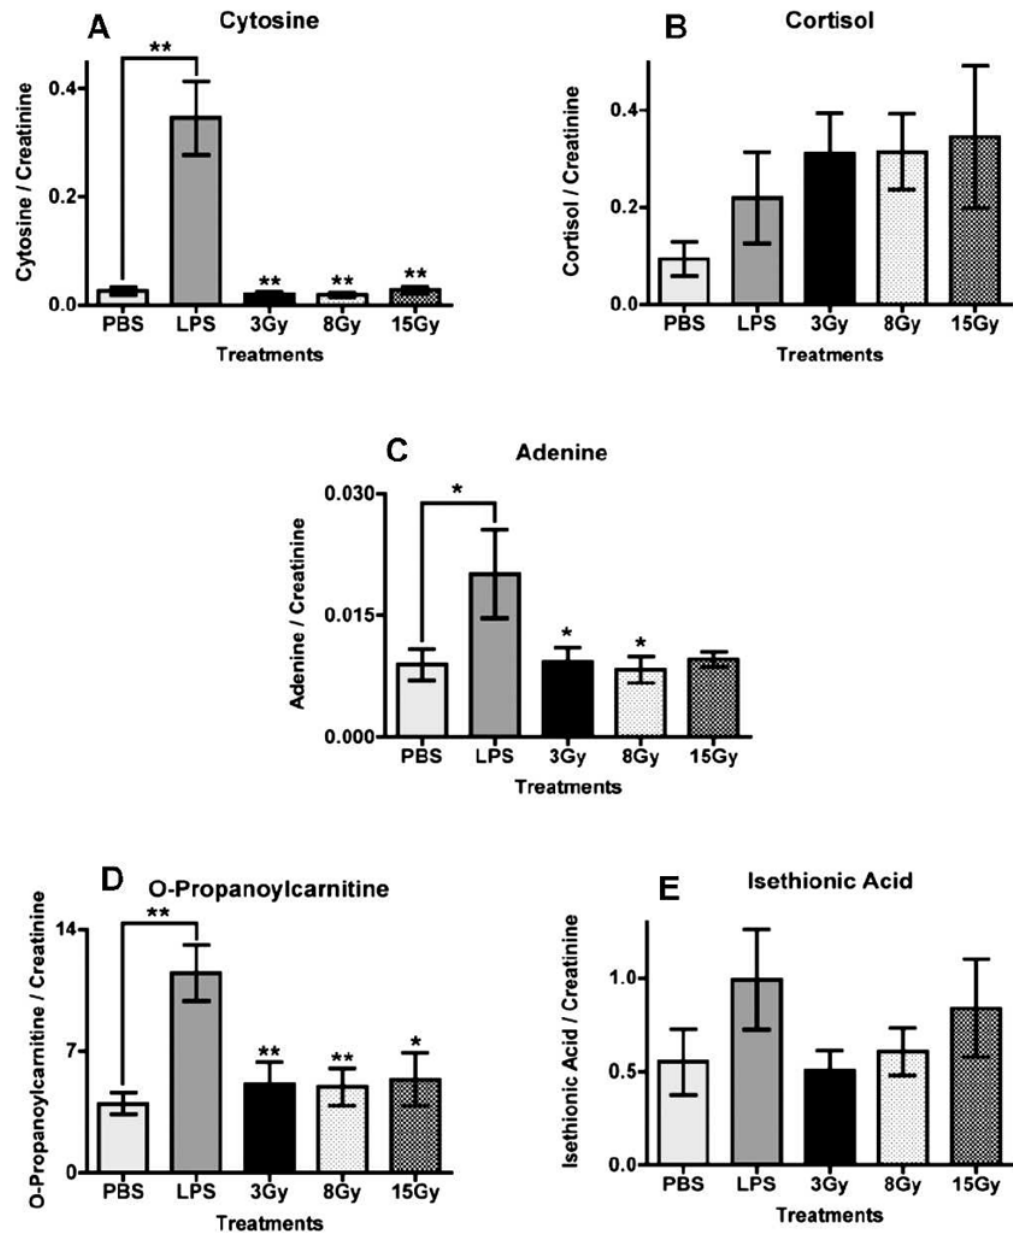 A Cytosine
**
Cytosine / Creatinine
0.4
0.2
0.0
** ** **
PBS LPS 3Gy 8Gy 15Gy
Treatments
B Cortisol
Cortisol / Creatinine
0.4
0.2
0.0
PBS LPS 3Gy 8Gy 15Gy
Treatments
C Adenine
*
Adenine / Creatinine
0.030
0.015
0.000
* *
PBS LPS 3Gy 8Gy 15Gy
Treatments
D O-Propanoylcarnitine
**
O-Propanoylcarnitine / Creatinine
14
7
0
** ** *
PBS LPS 3Gy 8Gy 15Gy
Treatments
E Isethionic Acid
Isethionic Acid / Creatinine
1.0
0.5
0.0
PBS LPS 3Gy 8Gy 15Gy
Treatments